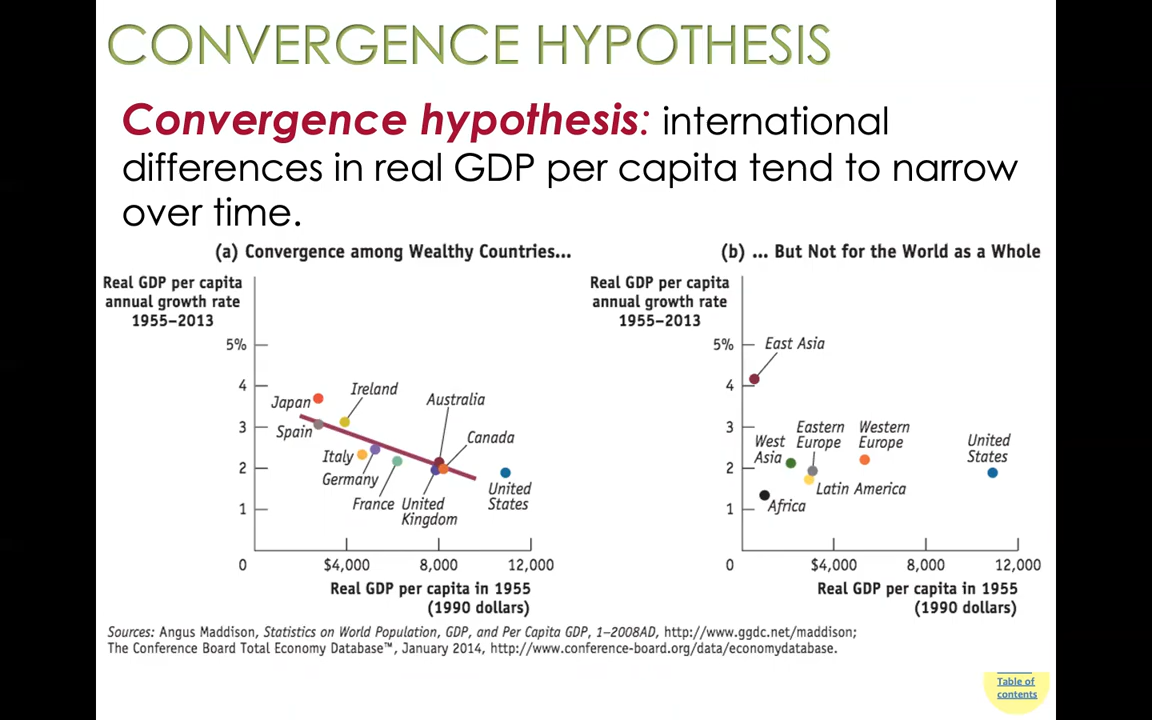 CONVERGENCE HYPOTHESIS
Convergence hypothesis: international
differences in real GDP per capita tend to narrow
over time.
(a) Convergence among Wealthy Countries...
Real GDP per capita
annual growth rate
1955–2013
5%
4
3
2
1
0
Japan
Ireland
Spain
Australia
Canada
Italy
Germany
France
United
Kingdom
United
States
$4,000
8,000
12,000
Real GDP per capita in 1955
(1990 dollars)
(b) ... But Not for the World as a Whole
Real GDP per capita
annual growth rate
1955–2013
5%
4
3
2
1
0
East Asia
West
Asia
Eastern
Europe
Western
Europe
United
States
Latin America
Africa
$4,000
8,000
12,000
Real GDP per capita in 1955
(1990 dollars)
Sources: Angus Maddison, Statistics on World Population, GDP, and Per Capita GDP, 1–2008AD, http://www.ggdc.net/maddison;
The Conference Board Total Economy Database™, January 2014, http://www.conference-board.org/data/economydatabase.
Table of
contents